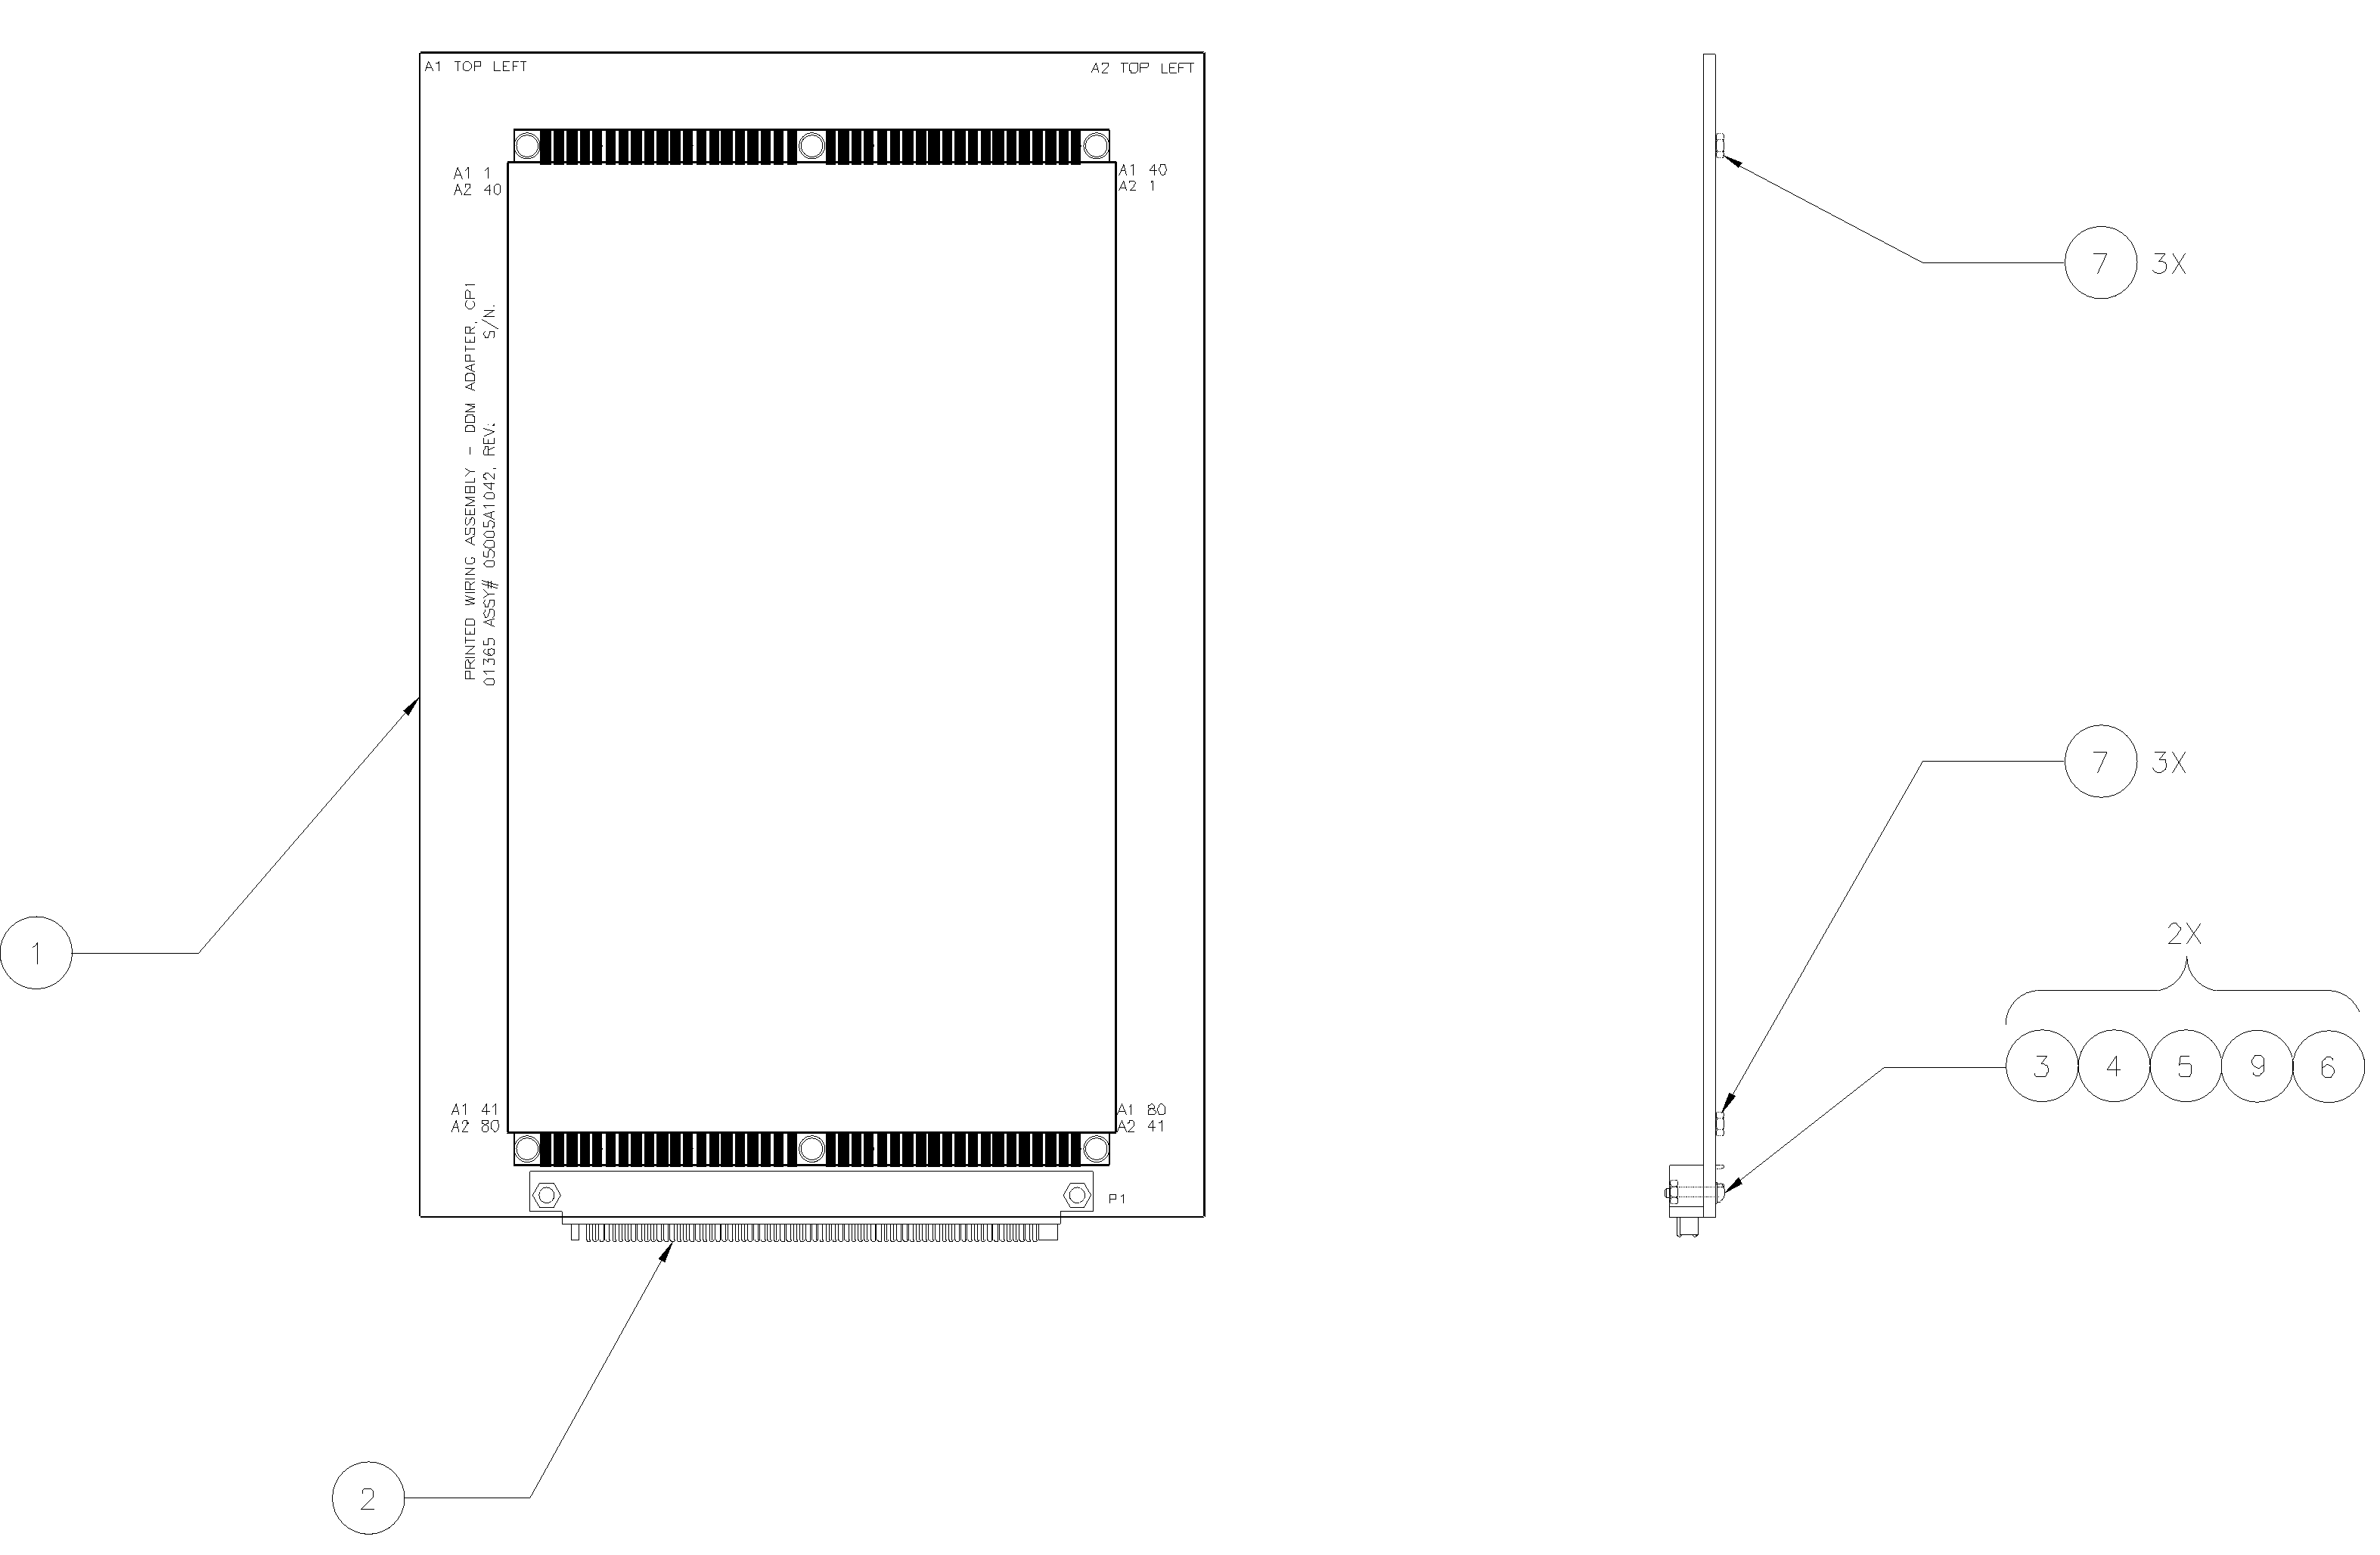 A1 TOP LEFT
A2 TOP LEFT
A1 1
A2 40
A1 40
A2 1
PRINTED WIRING ASSEMBLY - DDM ADAPTER, CP1
01365 ASSY# 05005A1042, REV. S/N.
7 3X
7 3X
1
2X
3 4 5 9 6
A1 41
A2 80
A1 80
A2 41
P1
2